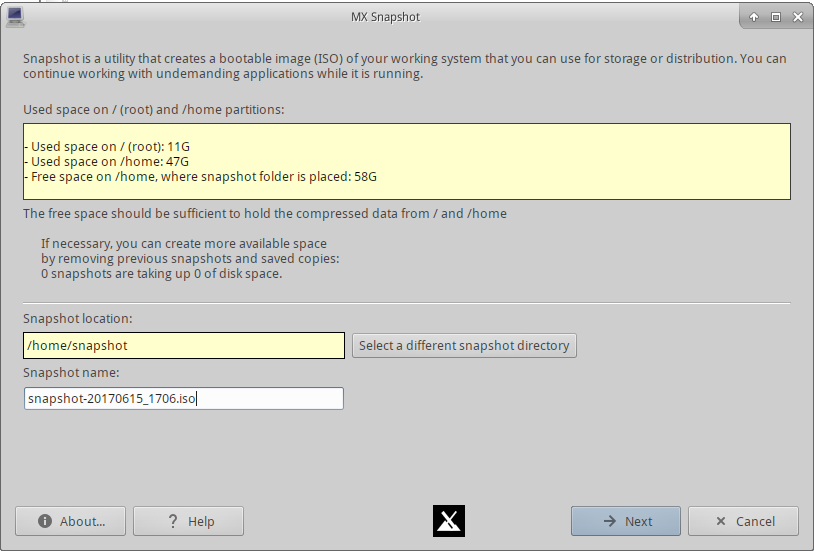 MX Snapshot
Snapshot is a utility that creates a bootable image (ISO) of your working system that you can use for storage or distribution. You can
continue working with undemanding applications while it is running.
Used space on / (root) and /home partitions:
- Used space on / (root): 11G
- Used space on /home: 47G
- Free space on /home, where snapshot folder is placed: 58G
The free space should be sufficient to hold the compressed data from / and /home
If necessary, you can create more available space
by removing previous snapshots and saved copies:
0 snapshots are taking up 0 of disk space.
Snapshot location:
/home/snapshot
Select a different snapshot directory
Snapshot name:
snapshot-20170615_1706.iso
About...
Help
Next
Cancel